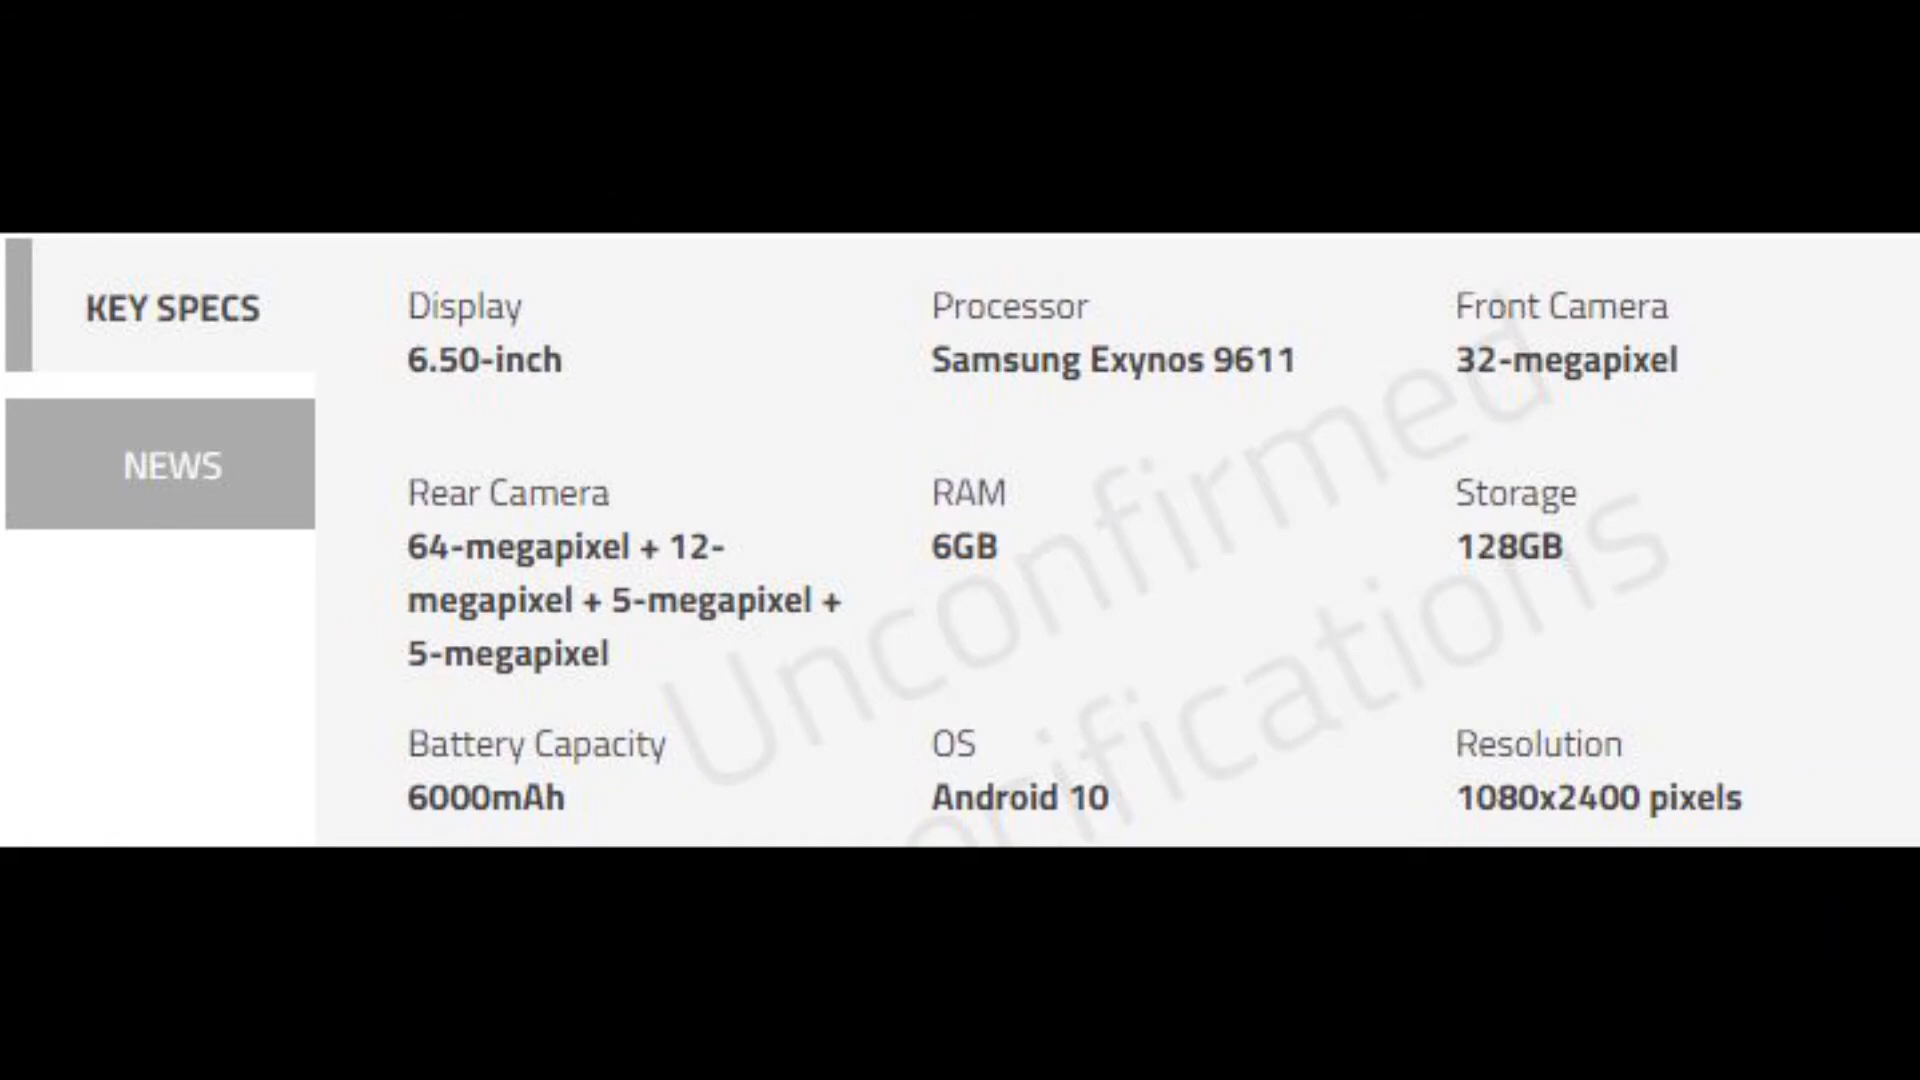 KEY SPECS
NEWS
Display
6.50-inch
Processor
Samsung Exynos 9611
Front Camera
32-megapixel
Rear Camera
64-megapixel + 12-
megapixel + 5-megapixel +
5-megapixel
RAM
6GB
Storage
128GB
Battery Capacity
6000mAh
OS
Android 10
Resolution
1080x2400 pixels
Unconfirmed